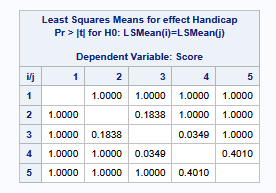 Least Squares Means for effect Handicap
Pr > |t| for H0: LSMean(i)=LSMean(j)
Dependent Variable: Score
i/j 1 2 3 4 5
1 1.0000 1.0000 1.0000 1.0000
2 1.0000 0.1838 1.0000 1.0000
3 1.0000 0.1838 0.0349 1.0000
4 1.0000 1.0000 0.0349 0.4010
5 1.0000 1.0000 1.0000 0.4010